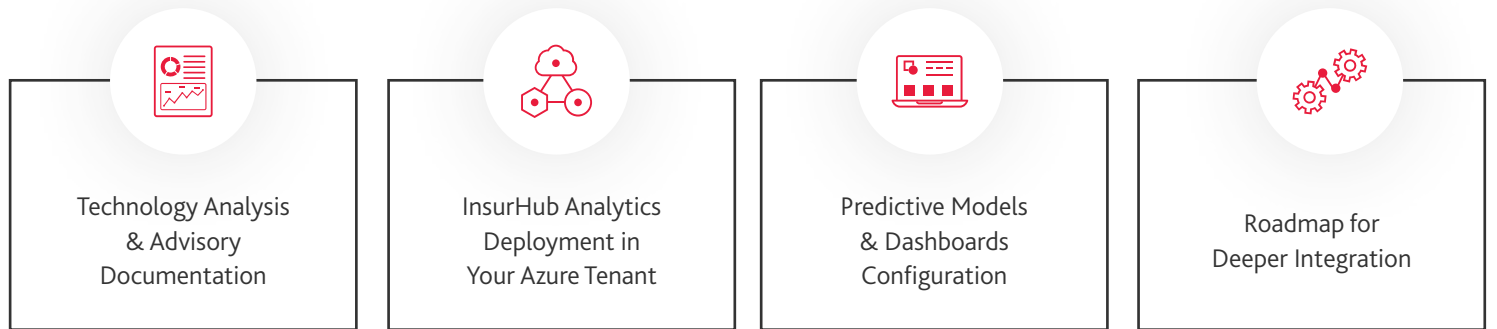 Technology Analysis
& Advisory
Documentation
InsurHub Analytics
Deployment in
Your Azure Tenant
Predictive Models
& Dashboards
Configuration
Roadmap for
Deeper Integration